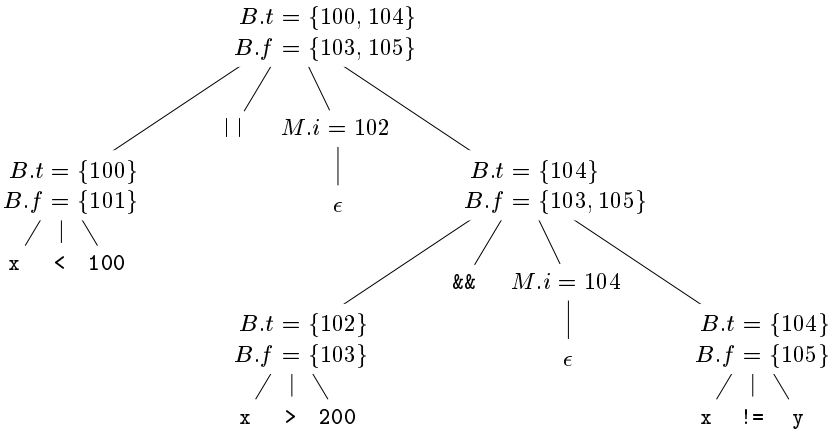 B.t = {100, 104}
B.f = {103, 105}
|| M.i = 102
B.t = {100}
B.f = {101}
ϵ
B.t = {104}
B.f = {103, 105}
x < 100
&& M.i = 104
B.t = {102}
B.f = {103}
ϵ
B.t = {104}
B.f = {105}
x > 200
x != y